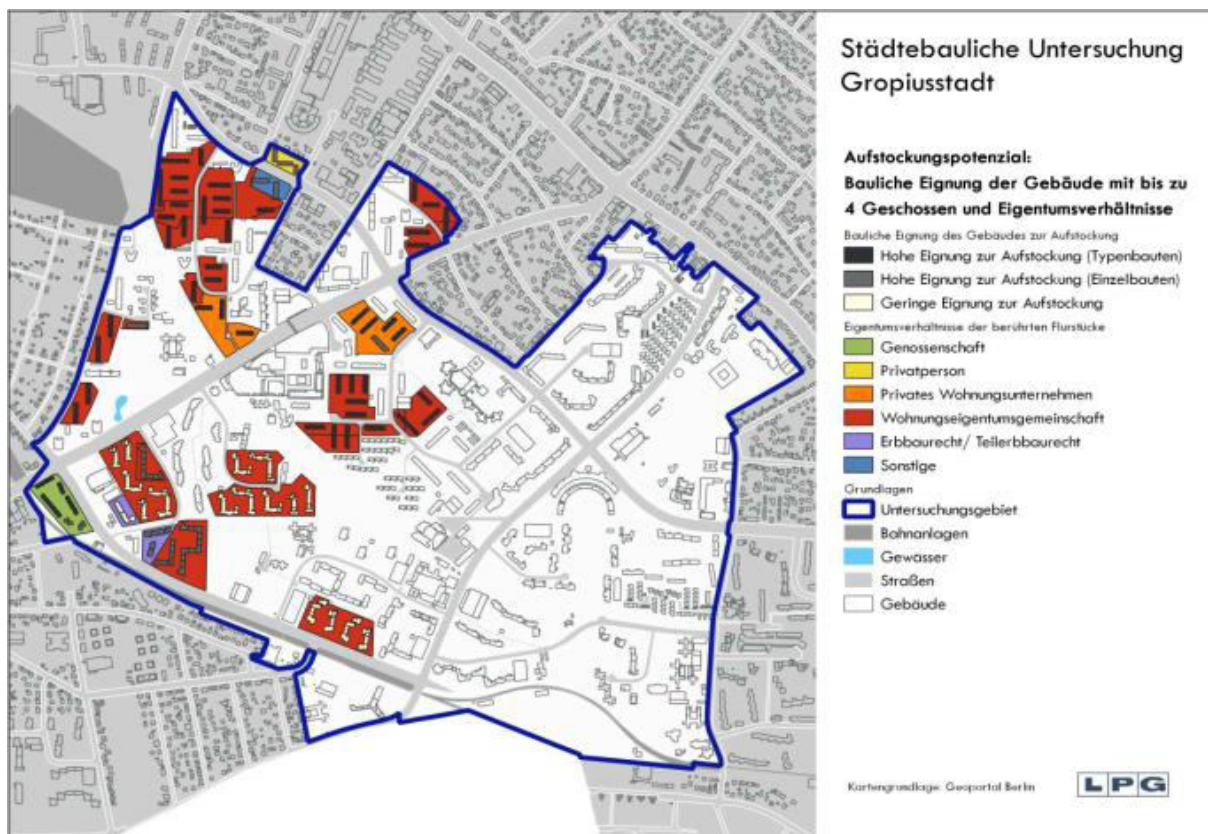 Städtebauliche Untersuchung
Gropiusstadt
Aufstockungspotenzial:
Bauliche Eignung der Gebäude mit bis zu
4 Geschossen und Eigentumsverhältnisse
Bauliche Eignung des Gebäudes zur Aufstockung
Hohe Eignung zur Aufstockung (Typenbauten)
Hohe Eignung zur Aufstockung (Einzelbauten)
Geringe Eignung zur Aufstockung
Eigentumsverhältnisse der berührten Flurstücke
Genossenschaft
Privatperson
Privates Wohnungsunternehmen
Wohnungseigentumsgemeinschaft
Erbbaurecht/ Teilerbbaurecht
Sonstige
Grundlagen
Untersuchungsgebiet
Bahnanlagen
Gewässer
Straßen
Gebäude
Kartengrundlage: Geoportal Berlin
LPG